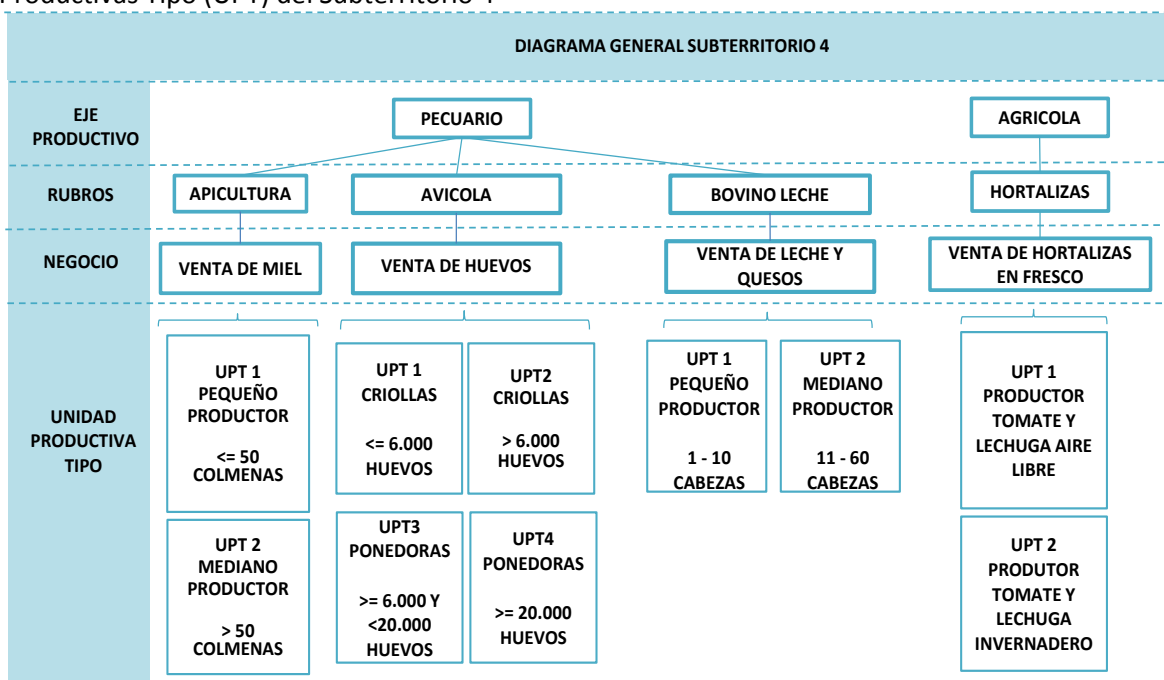 Productivas Tipo (UPT) del Subterritorio 4
DIAGRAMA GENERAL SUBTERRITORIO 4
EJE
PRODUCTIVO
PECUARIO
AGRICOLA
RUBROS
APICULTURA
AVICOLA
BOVINO LECHE
HORTALIZAS
NEGOCIO
VENTA DE MIEL
VENTA DE HUEVOS
VENTA DE LECHE Y
QUESOS
VENTA DE HORTALIZAS
EN FRESCO
UNIDAD
PRODUCTIVA
TIPO
UPT 1
PEQUEÑO
PRODUCTOR
<= 50
COLMENAS
UPT 2
MEDIANO
PRODUCTOR
> 50
COLMENAS
UPT 1
CRIOLLAS
<= 6.000
HUEVOS
UPT2
CRIOLLAS
> 6.000
HUEVOS
UPT3
PONEDORAS
>= 6.000 Y
<20.000
HUEVOS
UPT4
PONEDORAS
>= 20.000
HUEVOS
UPT 1
PEQUEÑO
PRODUCTOR
1 - 10
CABEZAS
UPT 2
MEDIANO
PRODUCTOR
11 - 60
CABEZAS
UPT 1
PRODUCTOR
TOMATE Y
LECHUGA AIRE
LIBRE
UPT 2
PRODUTOR
TOMATE Y
LECHUGA
INVERNADERO